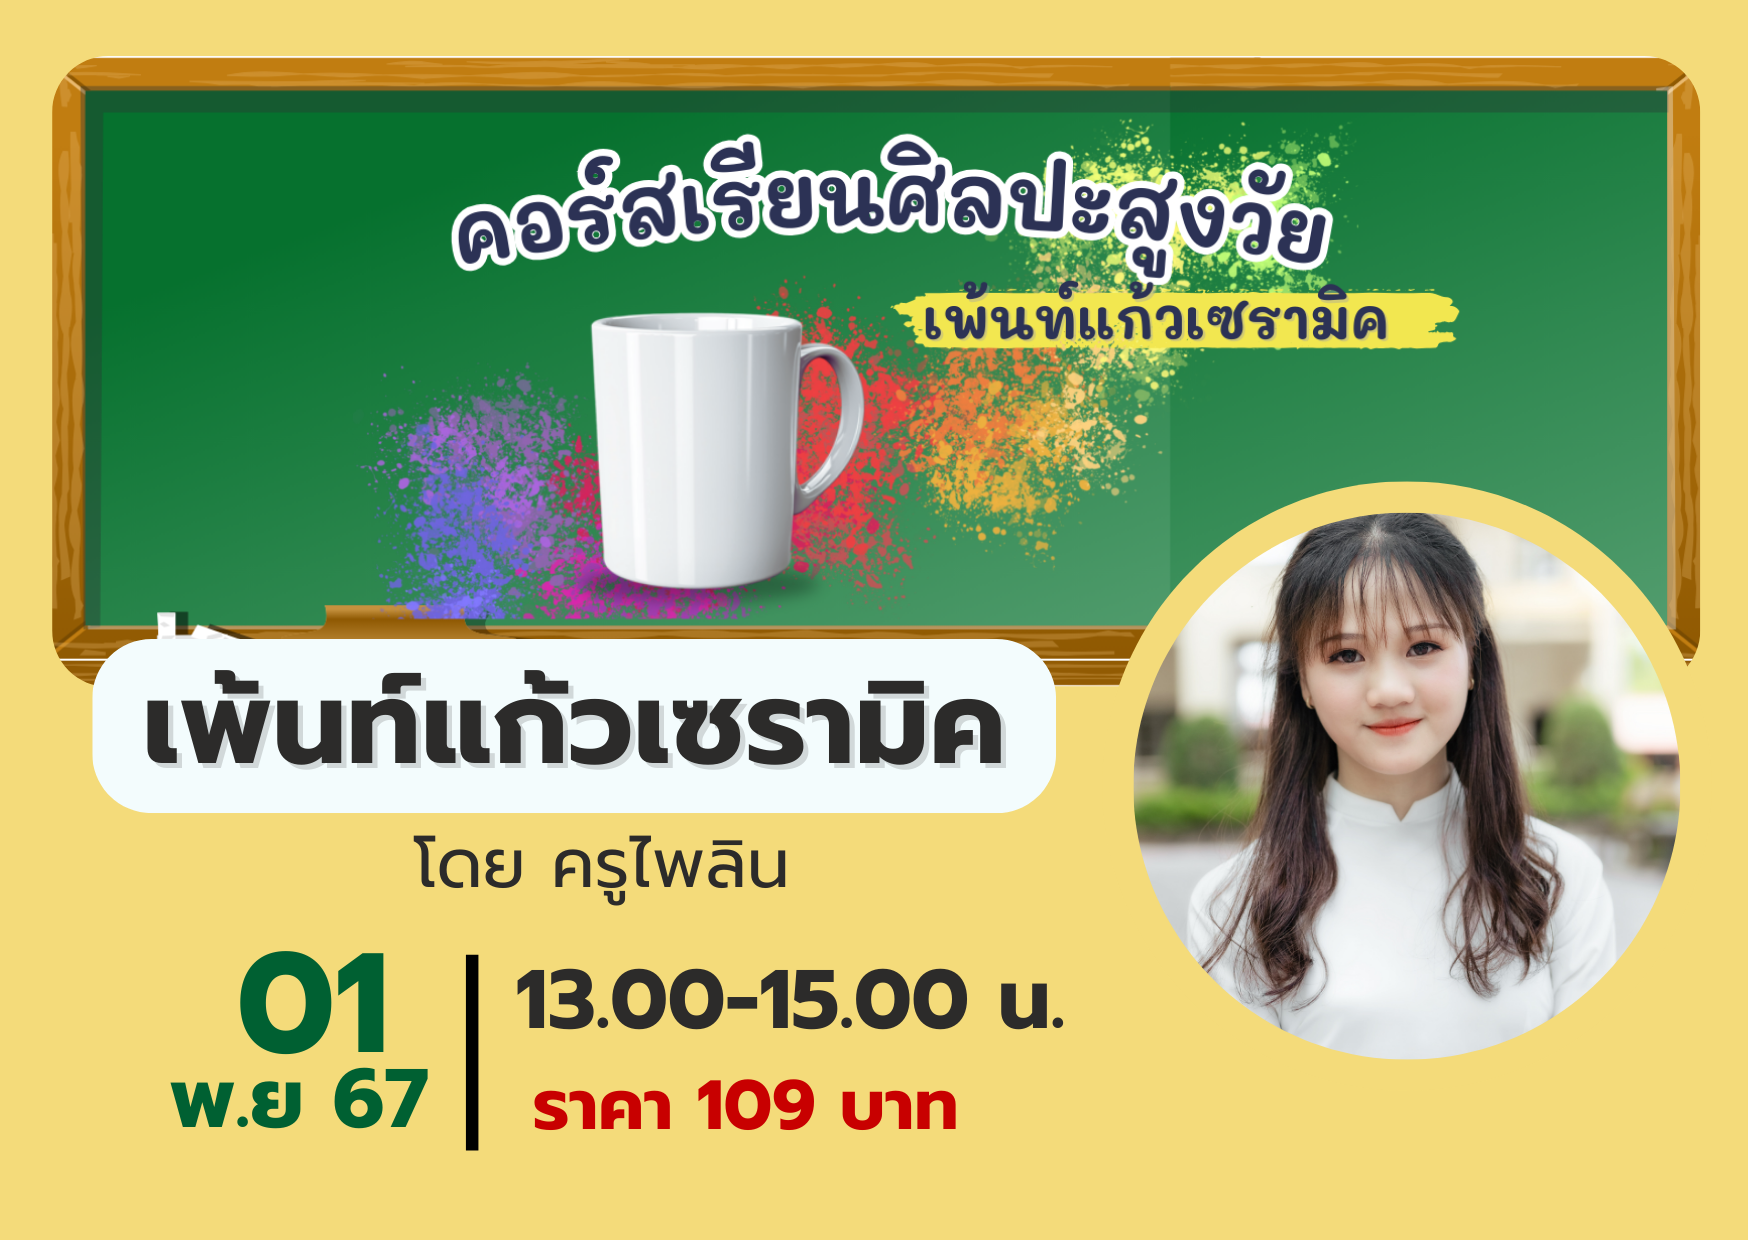 คอร์สเรียนศิลปะสูงวัย
เพ้นท์แก้วเซรามิค
เพ้นท์แก้วเซรามิค
โดย ครูไพลิน
01
พ.ย 67
13.00-15.00 น.
ราคา 109 บาท